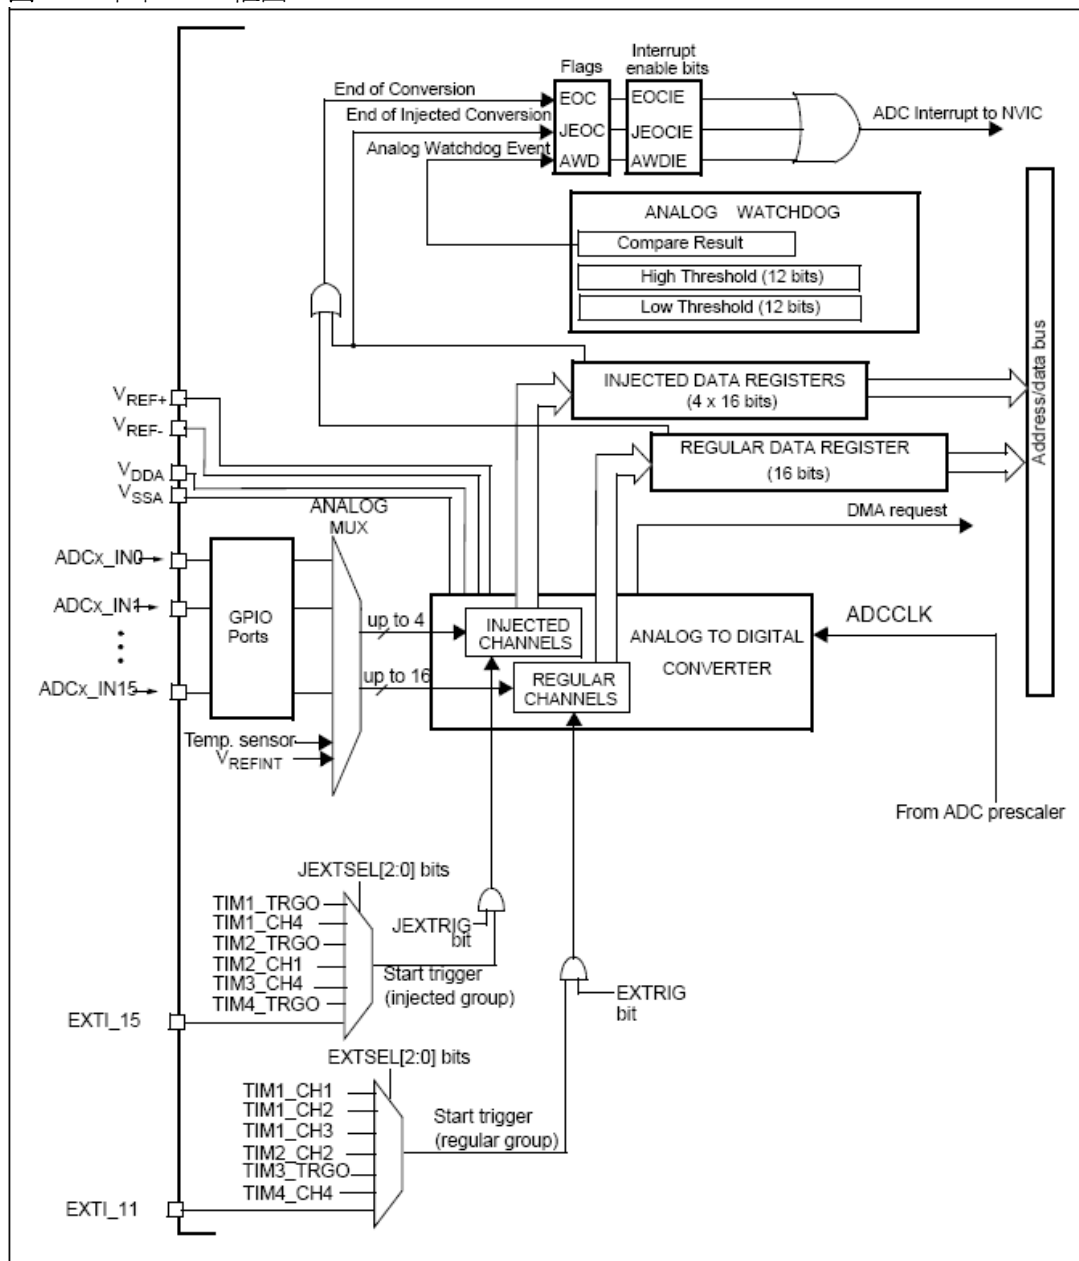 Interrupt
Flags enable bits
End of Conversion
EOC EOCIE
ADC Interrupt to NVIC
End of Injected Conversion
JEOC JEOCIE
Analog Watchdog Event
AWD AWDIE
ANALOG WATCHDOG
Compare Result
High Threshold (12 bits)
Low Threshold (12 bits)
Address/data bus
INJECTED DATA REGISTERS
(4 x 16 bits)
REGULAR DATA REGISTER
(16 bits)
DMA request
VREF+
VREF-
VDDA
VSSA
ANALOG
MUX
ADCx_IN0
ADCx_IN1
ADCx_IN15
GPIO
Ports
up to 4
up to 16
INJECTED
CHANNELS
REGULAR
CHANNELS
ANALOG TO DIGITAL
CONVERTER
ADCCLK
Temp. sensor
VREFINT
From ADC prescaler
JEXTSEL[2:0] bits
TIM1_TRGO
TIM1_CH4
TIM2_TRGO
TIM2_CH1
TIM3_CH4
TIM4_TRGO
JEXTRIG
bit
Start trigger
(injected group)
EXTRIG
bit
EXTI_15
EXTSEL[2:0] bits
TIM1_CH1
TIM1_CH2
TIM1_CH3
TIM2_CH2
TIM3_TRGO
TIM4_CH4
Start trigger
(regular group)
EXTI_11